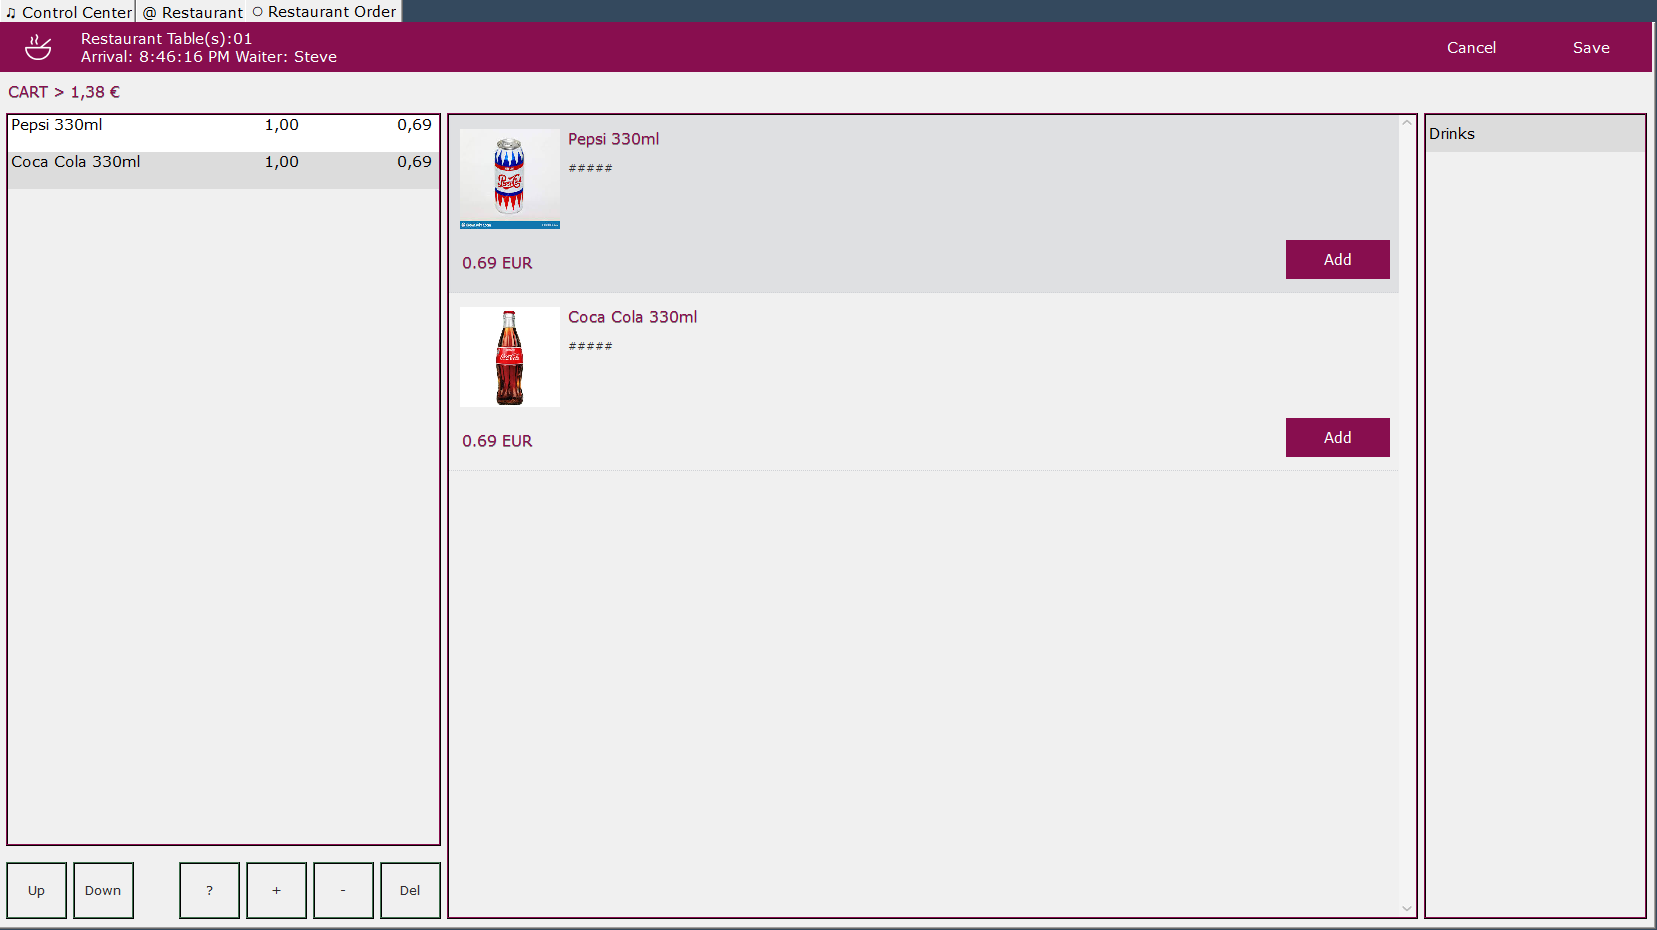 ♫ Control Center @ Restaurant ○ Restaurant Order
Restaurant Table(s):01
Arrival: 8:46:16 PM Waiter: Steve
Cancel Save
CART > 1,38 €
Pepsi 330ml 1,00 0,69
Coca Cola 330ml 1,00 0,69
Pepsi 330ml
#####
0.69 EUR Add
Coca Cola 330ml
#####
Coca-Cola
0.69 EUR Add
Drinks
Up Down ? + - Del